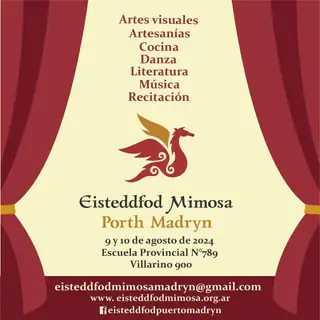 Artes visuales
Artesanías
Cocina
Danza
Literatura
Música
Recitación
Eisteddfod Mimosa
Porth Madryn
9 y 10 de agosto de 2024
Escuela Provincial N°789
Villarino 900
eisteddfodmimosamadryn@gmail.com
www. eisteddfodmimosa.org.ar
eisteddfodpuertomadryn